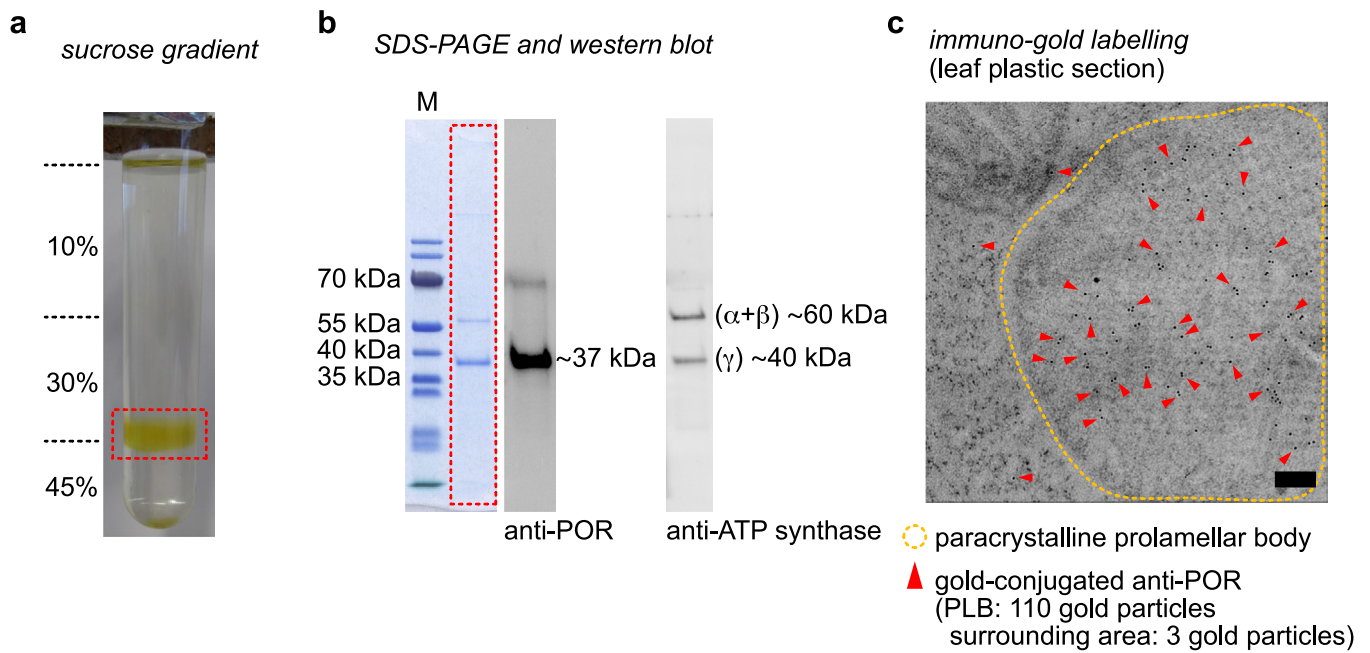 a
sucrose gradient
10%
30%
45%
b
SDS-PAGE and western blot
M
70 kDa
55 kDa
40 kDa
35 kDa
~37 kDa
(α+β) ~60 kDa
(γ) ~40 kDa
anti-POR
anti-ATP synthase
c
immuno-gold labelling
(leaf plastic section)
paracrystalline prolamellar body
gold-conjugated anti-POR
(PLB: 110 gold particles
surrounding area: 3 gold particles)